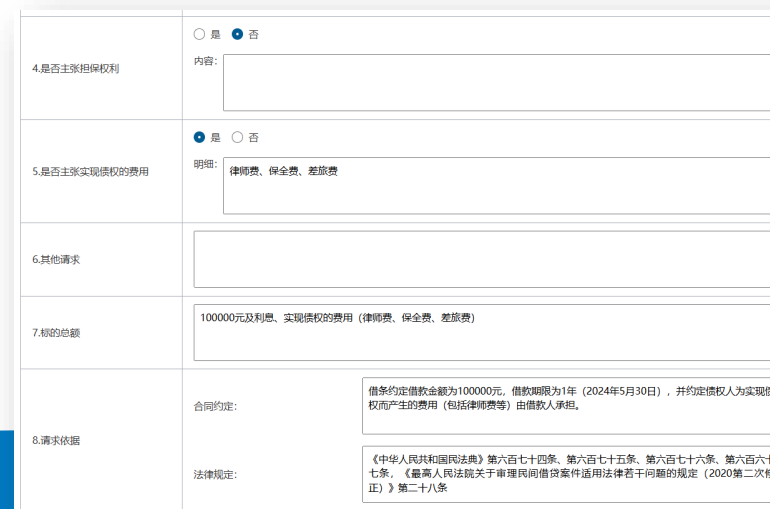 是 否
4.是否主张担保权利
内容：
是 否
5.是否主张实现债权的费用
明细：
律师费、保全费、差旅费
6.其他请求
7.标的总额
100000元及利息、实现债权的费用（律师费、保全费、差旅费）
8.请求依据
合同约定：
借条约定借款金额为100000元，借款期限为1年（2024年5月30日），并约定债权人为实现债
权而产生的费用（包括律师费等）由借款人承担。
法律规定：
《中华人民共和国民法典》第六百七十四条、第六百七十五条、第六百七十六条、第六百六十
七条，《最高人民法院关于审理民间借贷案件适用法律若干问题的规定（2020第二次修
正）》第二十八条